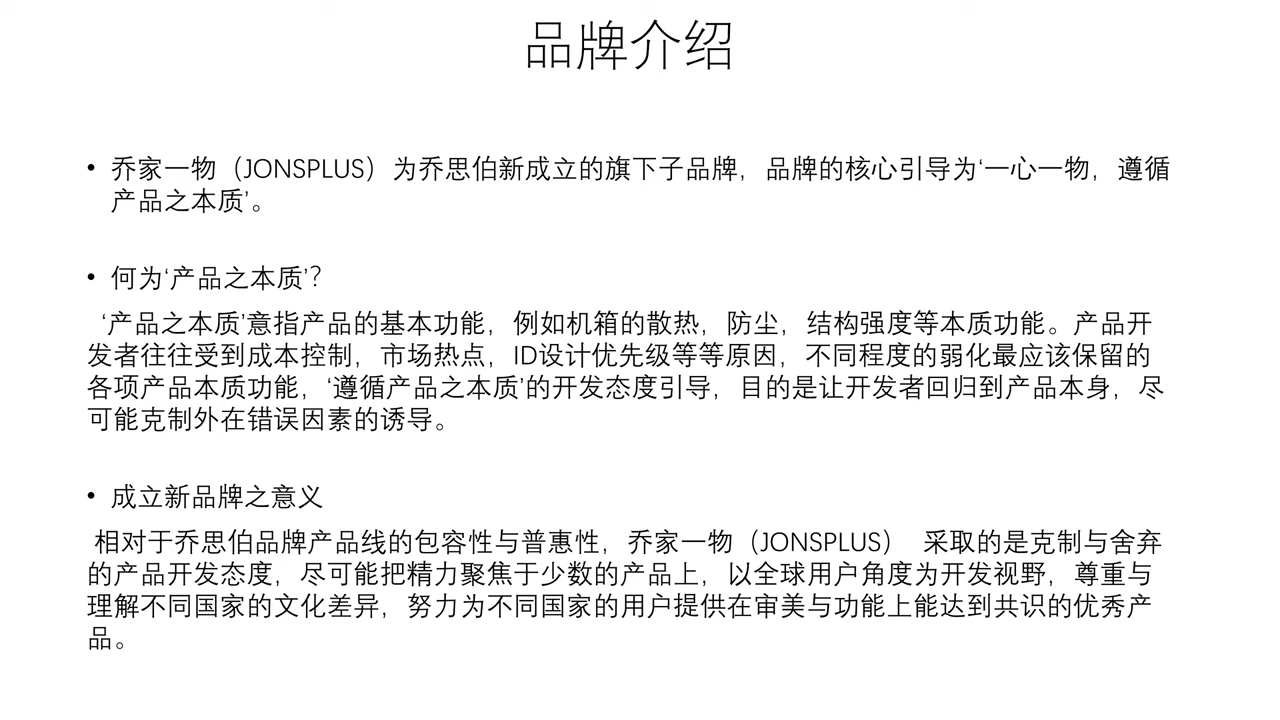 品牌介绍
• 乔家一物（JONSPLUS）为乔思伯新成立的旗下子品牌，品牌的核心引导为‘一心一物，遵循
产品之本质’。
• 何为‘产品之本质’？
‘产品之本质’意指产品的基本功能，例如机箱的散热，防尘，结构强度等本质功能。产品开
发者往往受到成本控制，市场热点，ID设计优先级等等原因，不同程度的弱化最应该保留的
各项产品本质功能，‘遵循产品之本质’的开发态度引导，目的是让开发者回归到产品本身，尽
可能克制外在错误因素的诱导。
• 成立新品牌之意义
相对于乔思伯品牌产品线的包容性与普惠性，乔家一物（JONSPLUS） 采取的是克制与舍弃
的产品开发态度，尽可能把精力聚焦于少数的产品上，以全球用户角度为开发视野，尊重与
理解不同国家的文化差异，努力为不同国家的用户提供在审美与功能上能达到共识的优秀产
品。